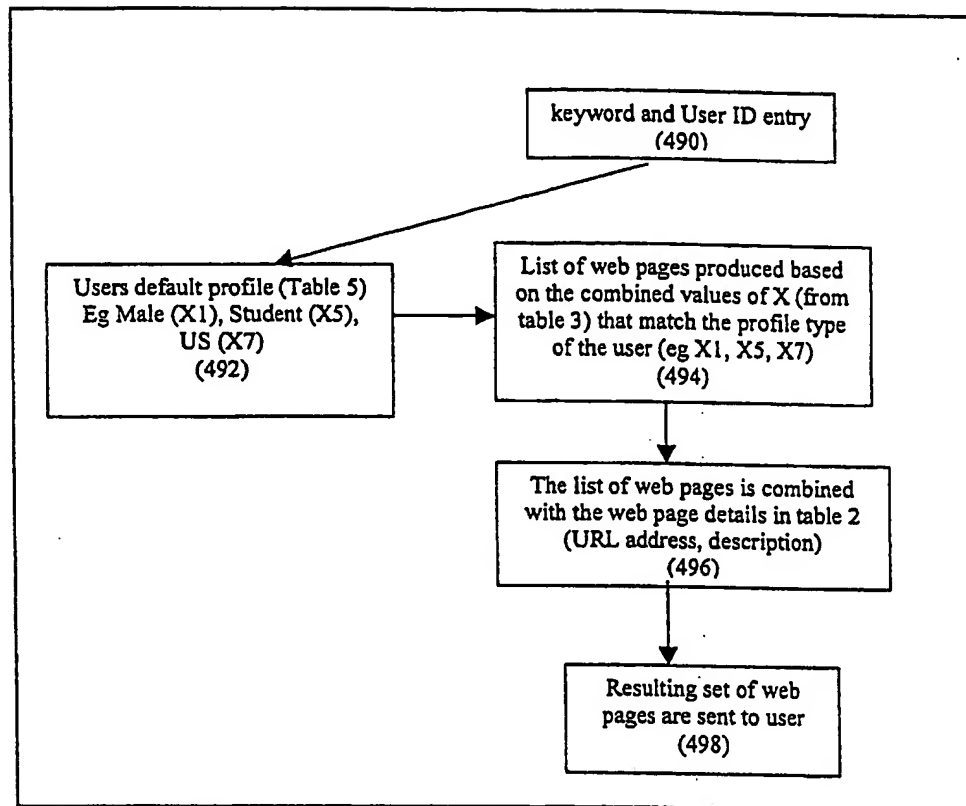 keyword and User ID entry
(490)
Users default profile (Table 5)
Eg Male (X1), Student (X5),
US (X7)
(492)
List of web pages produced based
on the combined values of X (from
table 3) that match the profile type
of the user (eg X1, X5, X7)
(494)
The list of web pages is combined
with the web page details in table 2
(URL address, description)
(496)
Resulting set of web
pages are sent to user
(498)